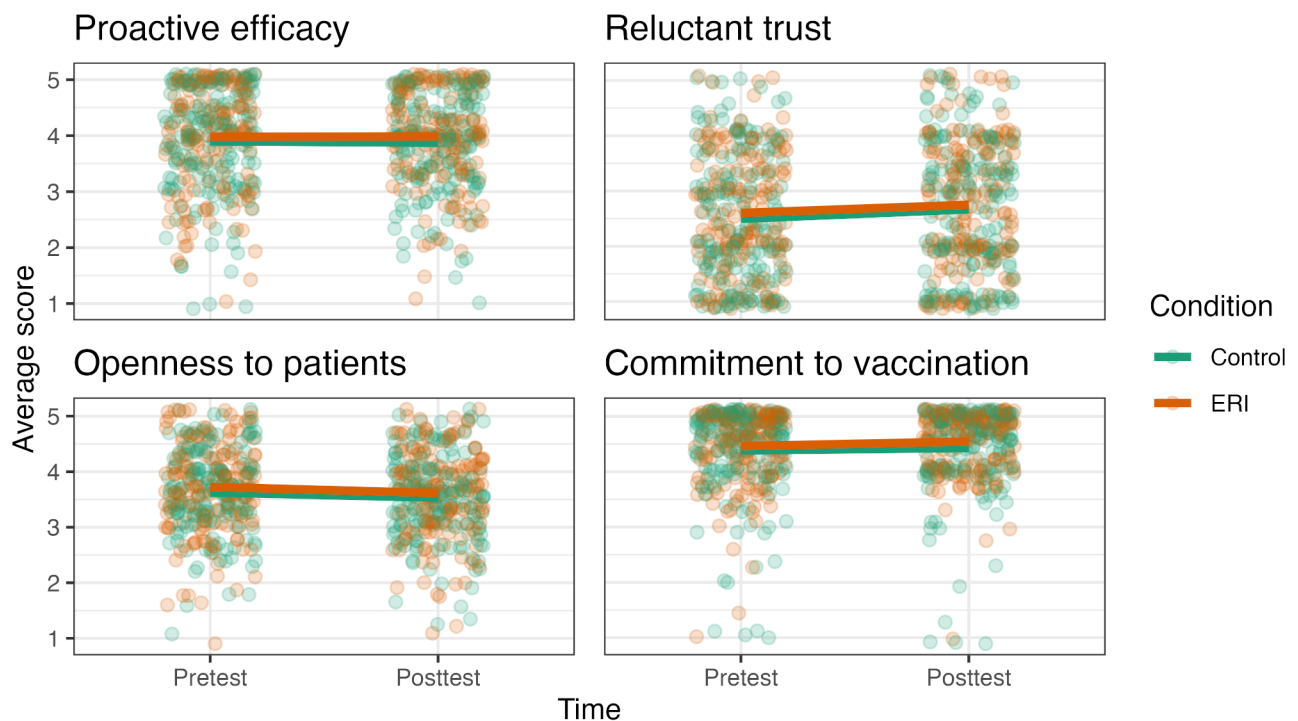 Proactive efficacy
Reluctant trust
5
4
3
2
1
Openness to patients
Commitment to vaccination
5
4
3
2
1
Average score
Pretest
Posttest
Pretest
Posttest
Time
Condition
Control
ERI